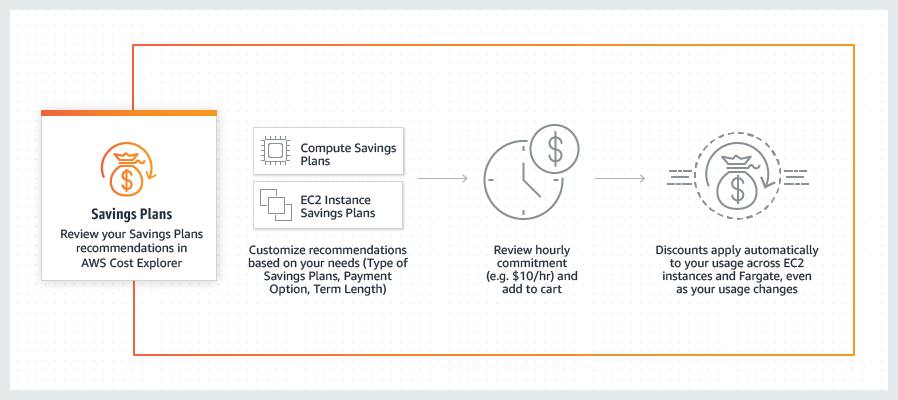 Savings Plans
Review your Savings Plans
recommendations in
AWS Cost Explorer
Compute Savings
Plans
EC2 Instance
Savings Plans
Customize recommendations
based on your needs (Type of
Savings Plans, Payment
Option, Term Length)
$
Review hourly
commitment
(e.g. $10/hr) and
add to cart
$
Discounts apply automatically
to your usage across EC2
instances and Fargate, even
as your usage changes